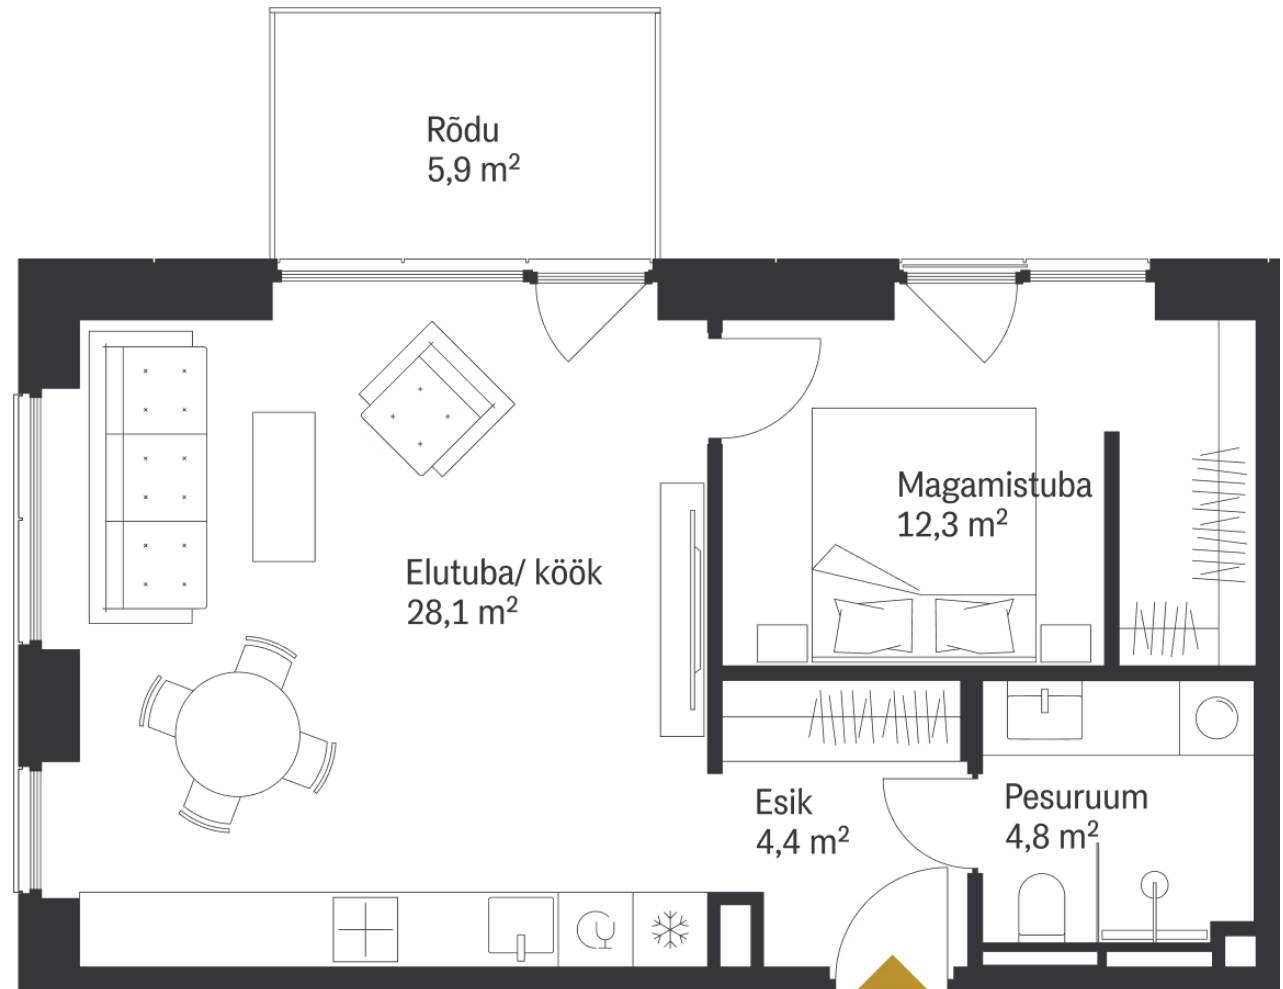 Rõdu
5,9 m²
Magamistuba
12,3 m²
Elutuba/ köök
28,1 m²
Esik
4,4 m²
Pesuruum
4,8 m²